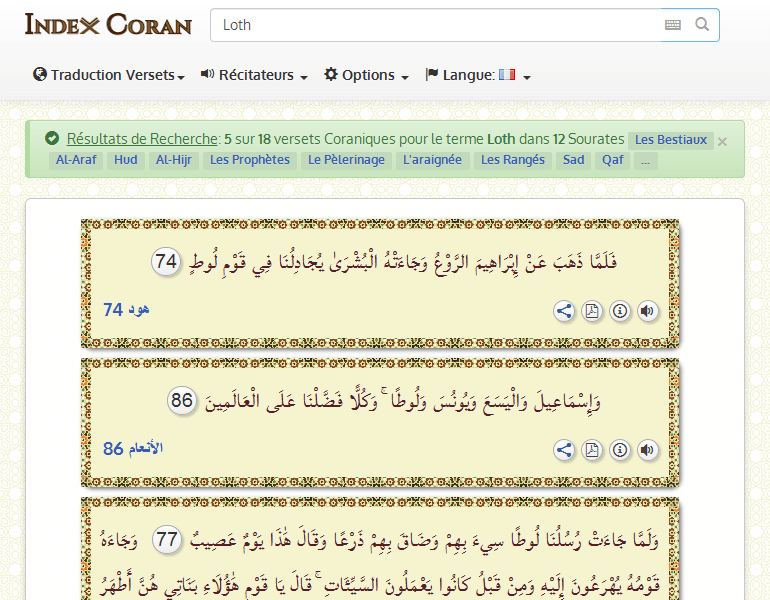 Index Coran
Loth
Traduction Versets Récitateurs Options Langue:
Résultats de Recherche: 5 sur 18 versets Coraniques pour le terme Loth dans 12 Sourates Les Bestiaux ×
Al-Araf Hud Al-Hijr Les Prophètes Le Pèlerinage L'araignée Les Rangés Sad Qaf ...
فَلَمَّا ذَهَبَ عَنْ إِبْرَاهِيمَ الرَّوْعُ وَجَاءَتْهُ الْبُشْرَىٰ يُجَادِلُنَا فِي قَوْمِ لُوطٍ 74
هود 74
وَإِسْمَاعِيلَ وَالْيَسَعَ وَيُونُسَ وَلُوطًا ۚ وَكُلًّا فَضَّلْنَا عَلَى الْعَالَمِينَ 86
الأنعام 86
وَلَمَّا جَاءَتْ رُسُلُنَا لُوطًا سِيءَ بِهِمْ وَضَاقَ بِهِمْ ذَرْعًا وَقَالَ هَٰذَا يَوْمٌ عَصِيبٌ 77 وَجَاءَهُ
قَوْمُهُ يُهْرَعُونَ إِلَيْهِ وَمِنْ قَبْلُ كَانُوا يَعْمَلُونَ السَّيِّئَاتِ ۚ قَالَ يَا قَوْمِ هَٰؤُلَاءِ بَنَاتِي هُنَّ أَطْهَرُ